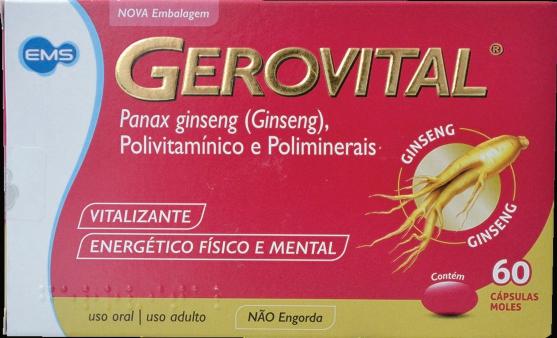 NOVA Embalagem
EMS
GEROVITAL®
Panax ginseng (Ginseng),
Polivitamínico e Poliminerais
GINSENG
GINSENG
VITALIZANTE
ENERGÉTICO FÍSICO E MENTAL
Contém
60
CÁPSULAS
MOLES
uso oral | uso adulto
NÃO Engorda